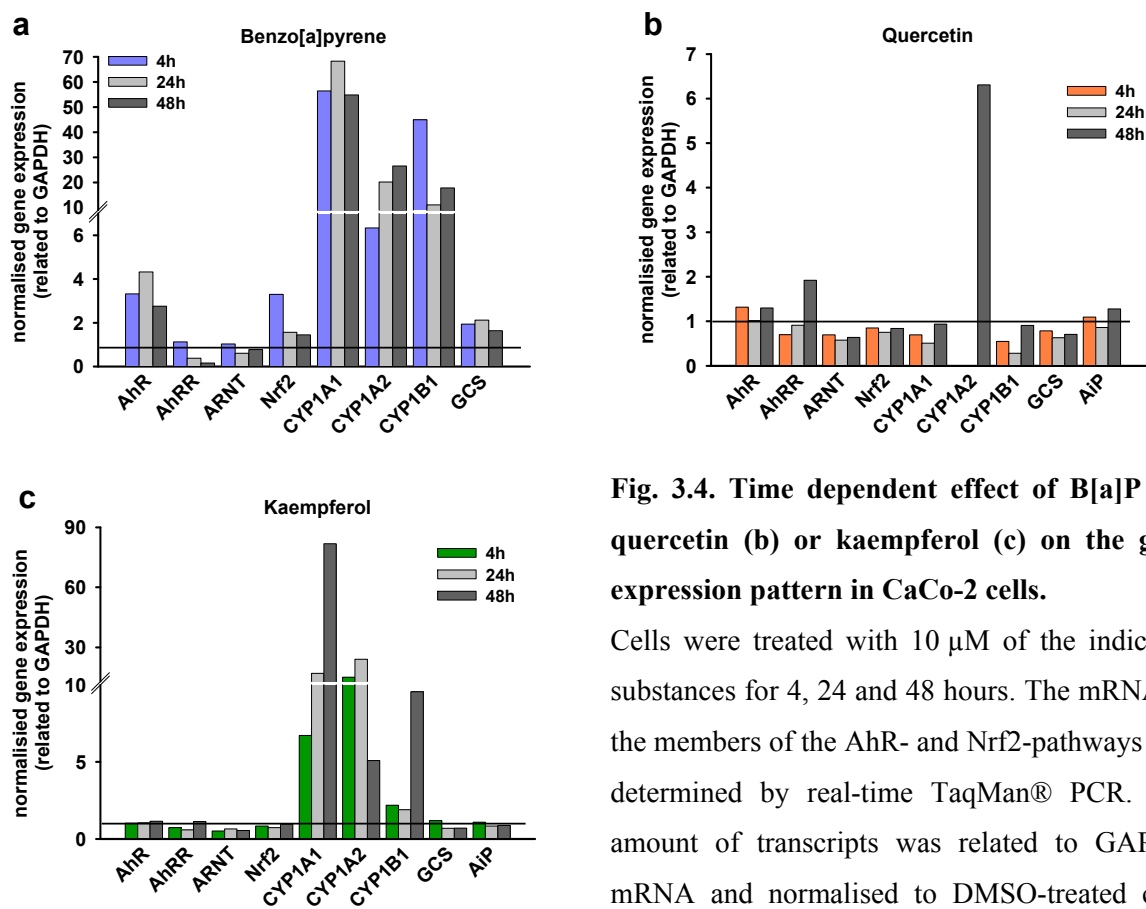 a
Benzo[a]pyrene
normalised gene expression
(related to GAPDH)
70
60
50
40
30
20
10
6
4
2
0
4h
24h
48h
AhR
AhRR
ARNT
Nrf2
CYP1A1
CYP1A2
CYP1B1
GCS
b
Quercetin
normalisied gene expression
(related to GAPDH)
7
6
5
4
3
2
1
0
4h
24h
48h
AhR
AhRR
ARNT
Nrf2
CYP1A1
CYP1A2
CYP1B1
GCS
AiP
c
Kaempferol
normalisied gene expression
(related to GAPDH)
90
60
30
10
5
0
4h
24h
48h
AhR
AhRR
ARNT
Nrf2
CYP1A1
CYP1A2
CYP1B1
GCS
AiP
Fig. 3.4. Time dependent effect of B[a]P
quercetin (b) or kaempferol (c) on the g
expression pattern in CaCo-2 cells.
Cells were treated with 10 µM of the indic
substances for 4, 24 and 48 hours. The mRNA
the members of the AhR- and Nrf2-pathways
determined by real-time TaqMan® PCR.
amount of transcripts was related to GAP
mRNA and normalised to DMSO-treated c